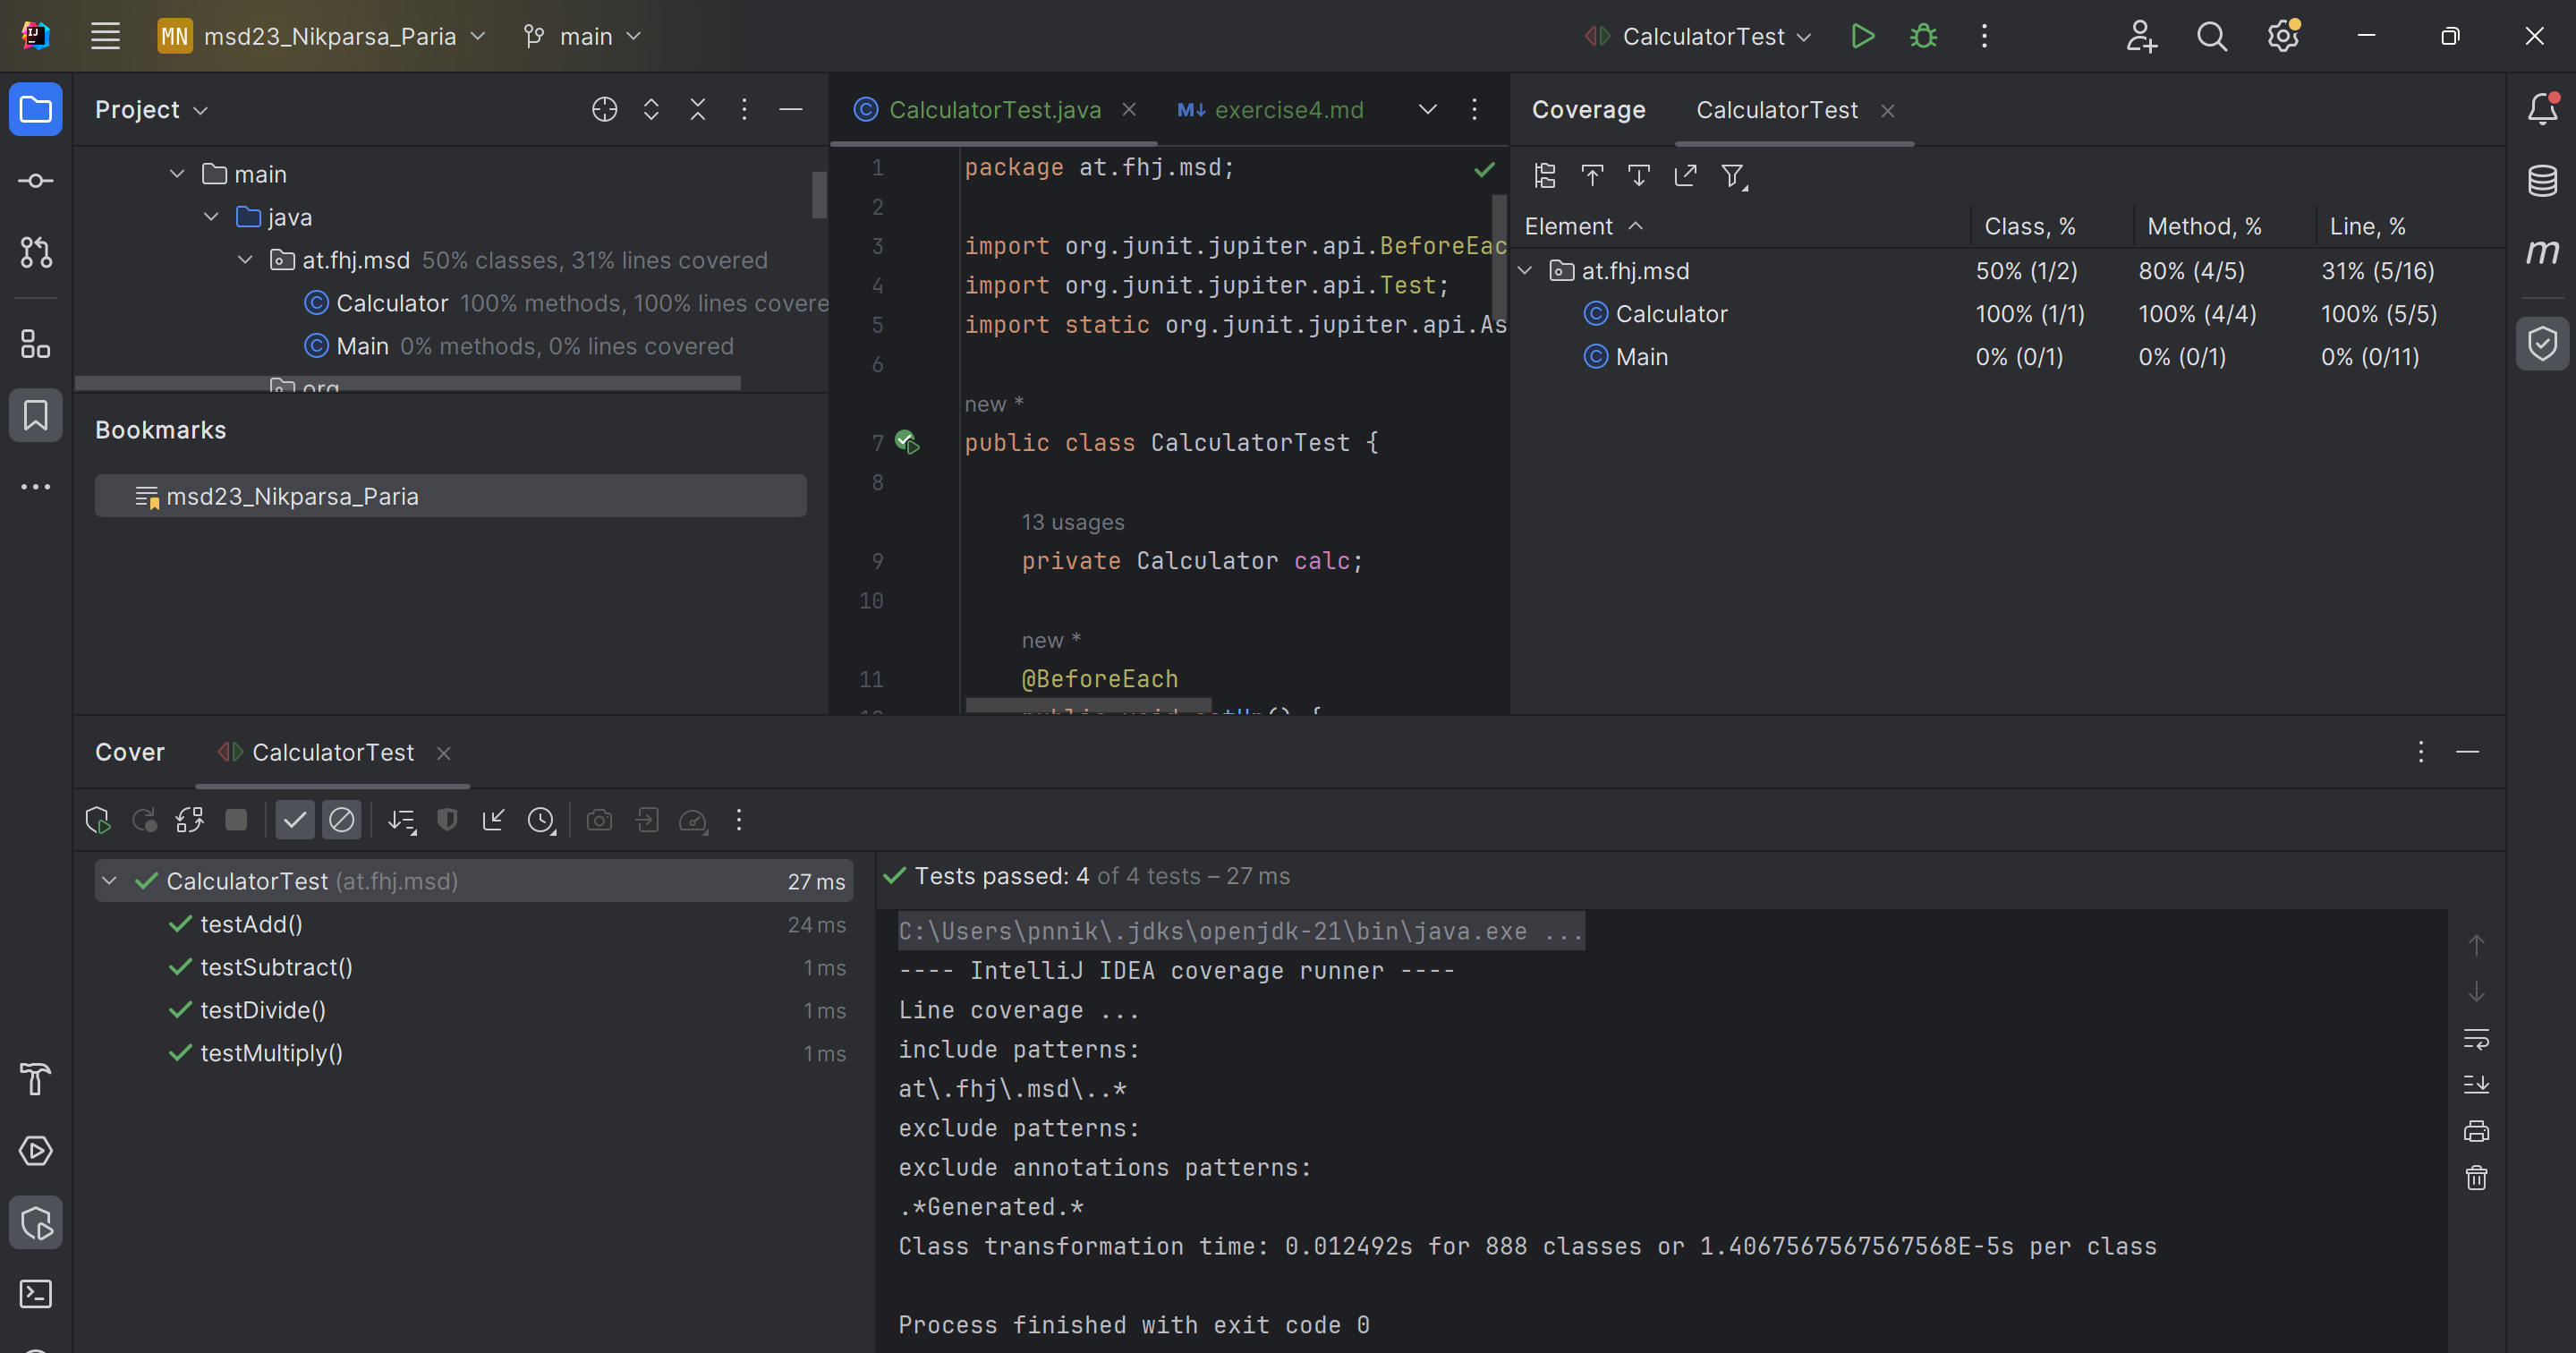 MN msd23_Nikparsa_Paria main CalculatorTest
Project
main
java
at.fhj.msd 50% classes, 31% lines covered
Calculator 100% methods, 100% lines covere
Main 0% methods, 0% lines covered
org
Bookmarks
msd23_Nikparsa_Paria
CalculatorTest.java M↓ exercise4.md
1 package at.fhj.msd;
2
3 import org.junit.jupiter.api.BeforeEac
4 import org.junit.jupiter.api.Test;
5 import static org.junit.jupiter.api.As
6
new *
7 public class CalculatorTest {
8
13 usages
9 private Calculator calc;
10
new *
11 @BeforeEach
12 public void setUp() {
Coverage CalculatorTest
Element Class, % Method, % Line, %
at.fhj.msd 50% (1/2) 80% (4/5) 31% (5/16)
Calculator 100% (1/1) 100% (4/4) 100% (5/5)
Main 0% (0/1) 0% (0/1) 0% (0/11)
Cover CalculatorTest
CalculatorTest (at.fhj.msd) 27 ms
testAdd() 24 ms
testSubtract() 1 ms
testDivide() 1 ms
testMultiply() 1 ms
Tests passed: 4 of 4 tests – 27 ms
C:\Users\pnnik\.jdks\openjdk-21\bin\java.exe ...
---- IntelliJ IDEA coverage runner ----
Line coverage ...
include patterns:
at\.fhj\.msd\..*
exclude patterns:
exclude annotations patterns:
.*Generated.*
Class transformation time: 0.012492s for 888 classes or 1.4067567567567568E-5s per class
Process finished with exit code 0